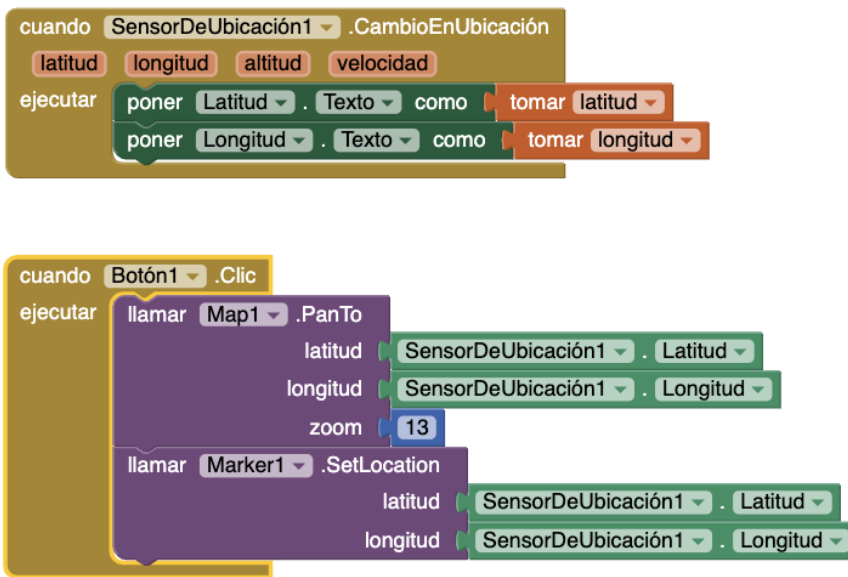 cuando SensorDeUbicación1 .CambioEnUbicación
latitud longitud altitud velocidad
ejecutar poner Latitud . Texto como tomar latitud
poner Longitud . Texto como tomar longitud
cuando Botón1 .Clic
ejecutar llamar Map1 .PanTo
latitud SensorDeUbicación1 . Latitud
longitud SensorDeUbicación1 . Longitud
zoom 13
llamar Marker1 .SetLocation
latitud SensorDeUbicación1 . Latitud
longitud SensorDeUbicación1 . Longitud